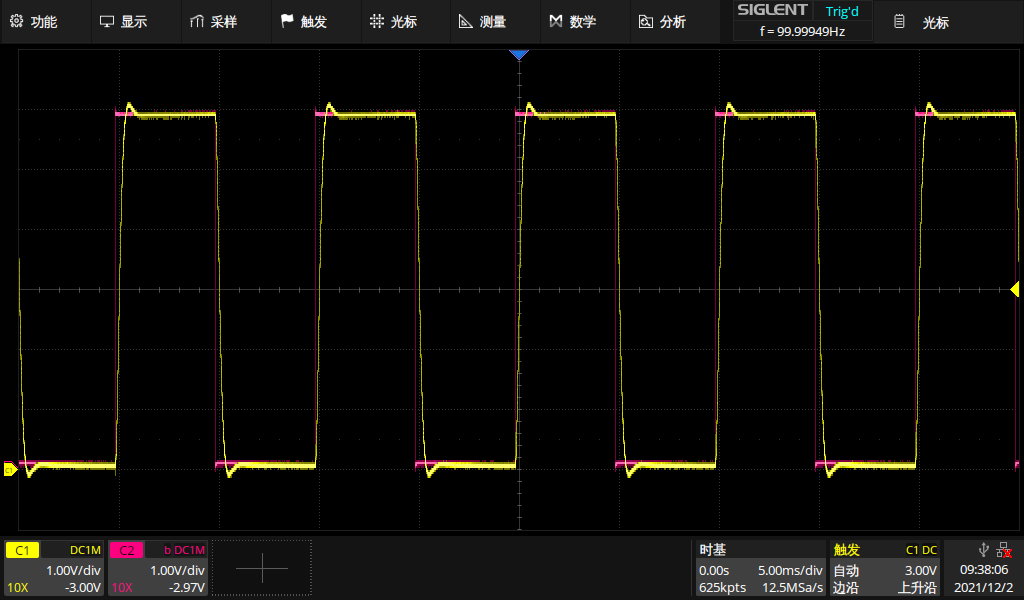 功能 显示 采样 触发 光标 测量 数学 分析 SIGLENT Trig'd 光标
f = 99.99949Hz
C1
C1 DC1M C2 b DC1M 时基 触发 C1 DC
1.00V/div 1.00V/div 0.00s 5.00ms/div 自动 3.00V 09:38:06
10X -3.00V 10X -2.97V 625kpts 12.5MSa/s 边沿 上升沿 2021/12/2